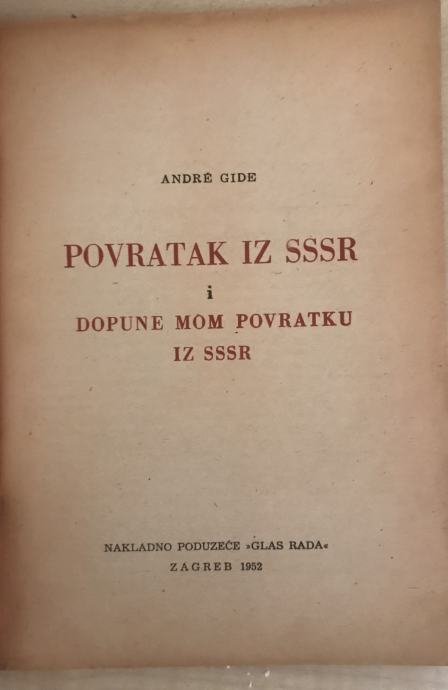 ANDRÉ GIDE
POVRATAK IZ SSSR
i
DOPUNE MOM POVRATKU
IZ SSSR
NAKLADNO PODUZEĆE »GLAS RADA«
ZAGREB 1952